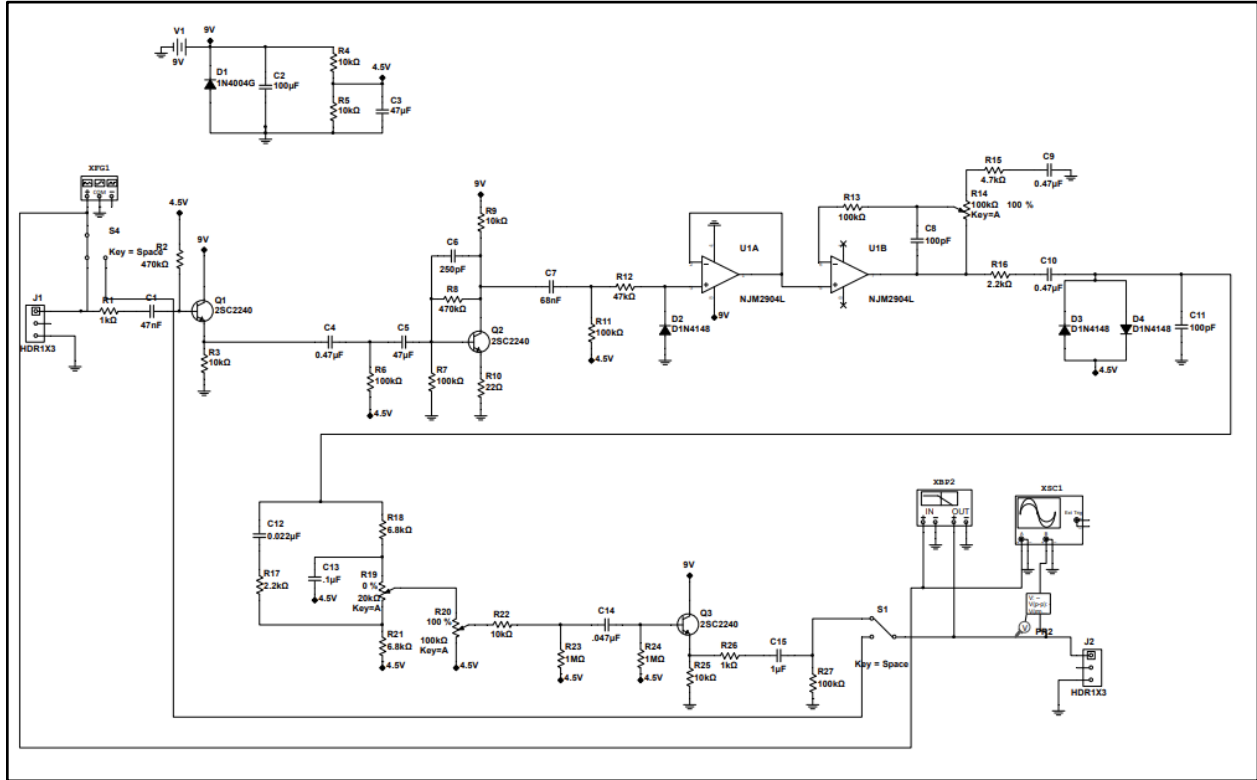 V1
9V
9V
D1
1N4004G
C2
100µF
R4
10kΩ
4.5V
R5
10kΩ
C3
47µF
XFG1
COM
S4
Key = Space
4.5V
R2
470kΩ
9V
J1
HDR1X3
R1
1kΩ
C1
47nF
Q1
2SC2240
R3
10kΩ
C4
0.47µF
R6
100kΩ
4.5V
C5
47µF
R7
100kΩ
9V
R9
10kΩ
C6
250pF
R8
470kΩ
Q2
2SC2240
R10
22Ω
C7
68nF
R11
100kΩ
4.5V
R12
47kΩ
D2
D1N4148
U1A
NJM2904L
9V
R13
100kΩ
U1B
NJM2904L
C8
100pF
R14
100kΩ 100 %
Key=A
R15
4.7kΩ
C9
0.47µF
R16
2.2kΩ
C10
0.47µF
D3
D1N4148
D4
D1N4148
4.5V
C11
100pF
C12
0.022µF
R17
2.2kΩ
R18
6.8kΩ
C13
.1µF
4.5V
R19
0 %
20kΩ
Key=A
R21
6.8kΩ
4.5V
R20
100 %
100kΩ
Key=A
4.5V
R22
10kΩ
R23
1MΩ
4.5V
C14
.047µF
R24
1MΩ
4.5V
9V
Q3
2SC2240
R25
10kΩ
R26
1kΩ
C15
1µF
R27
100kΩ
S1
Key = Space
XBP2
IN OUT
XSC1
Ext Trig
V
PR2
J2
HDR1X3